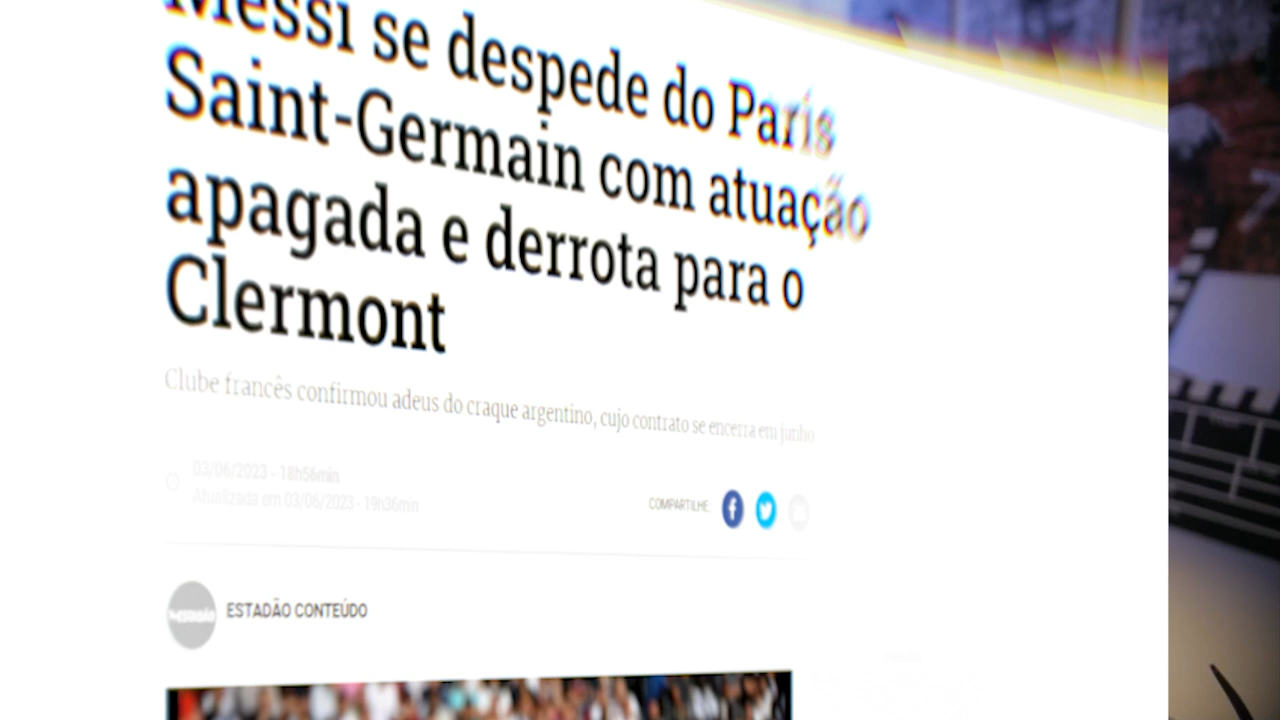 Messi se despede do Paris
Saint-Germain com atuação
apagada e derrota para o
Clermont
Clube francês confirmou adeus do craque argentino, cujo contrato se encerra em junho
03/06/2023 - 18h56min
Atualizada em 03/06/2023 - 19h36min
COMPARTILHE:
ESTADÃO CONTEÚDO